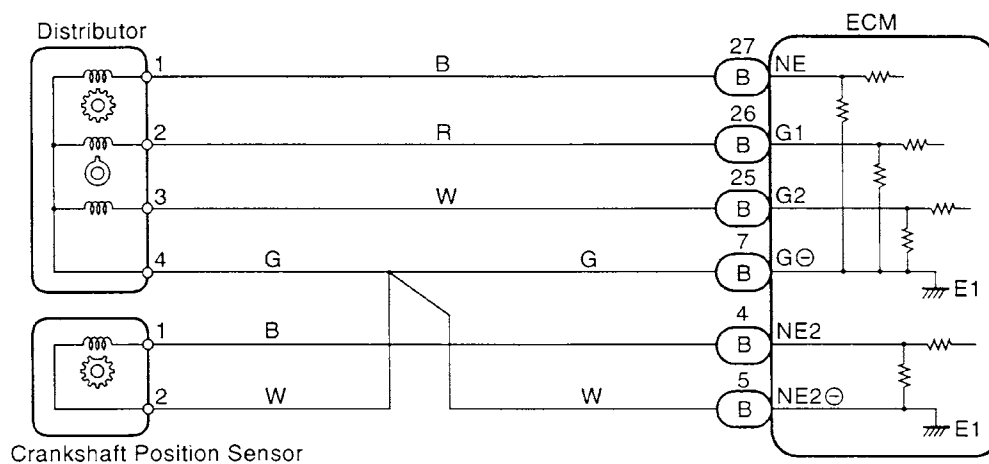 Distributor
ECM
1 B 27 B NE
2 R 26 B G1
3 W 25 B G2
4 G G 7 B G⊖
E1
1 B 4 B NE2
2 W W 5 B NE2⊖
E1
Crankshaft Position Sensor